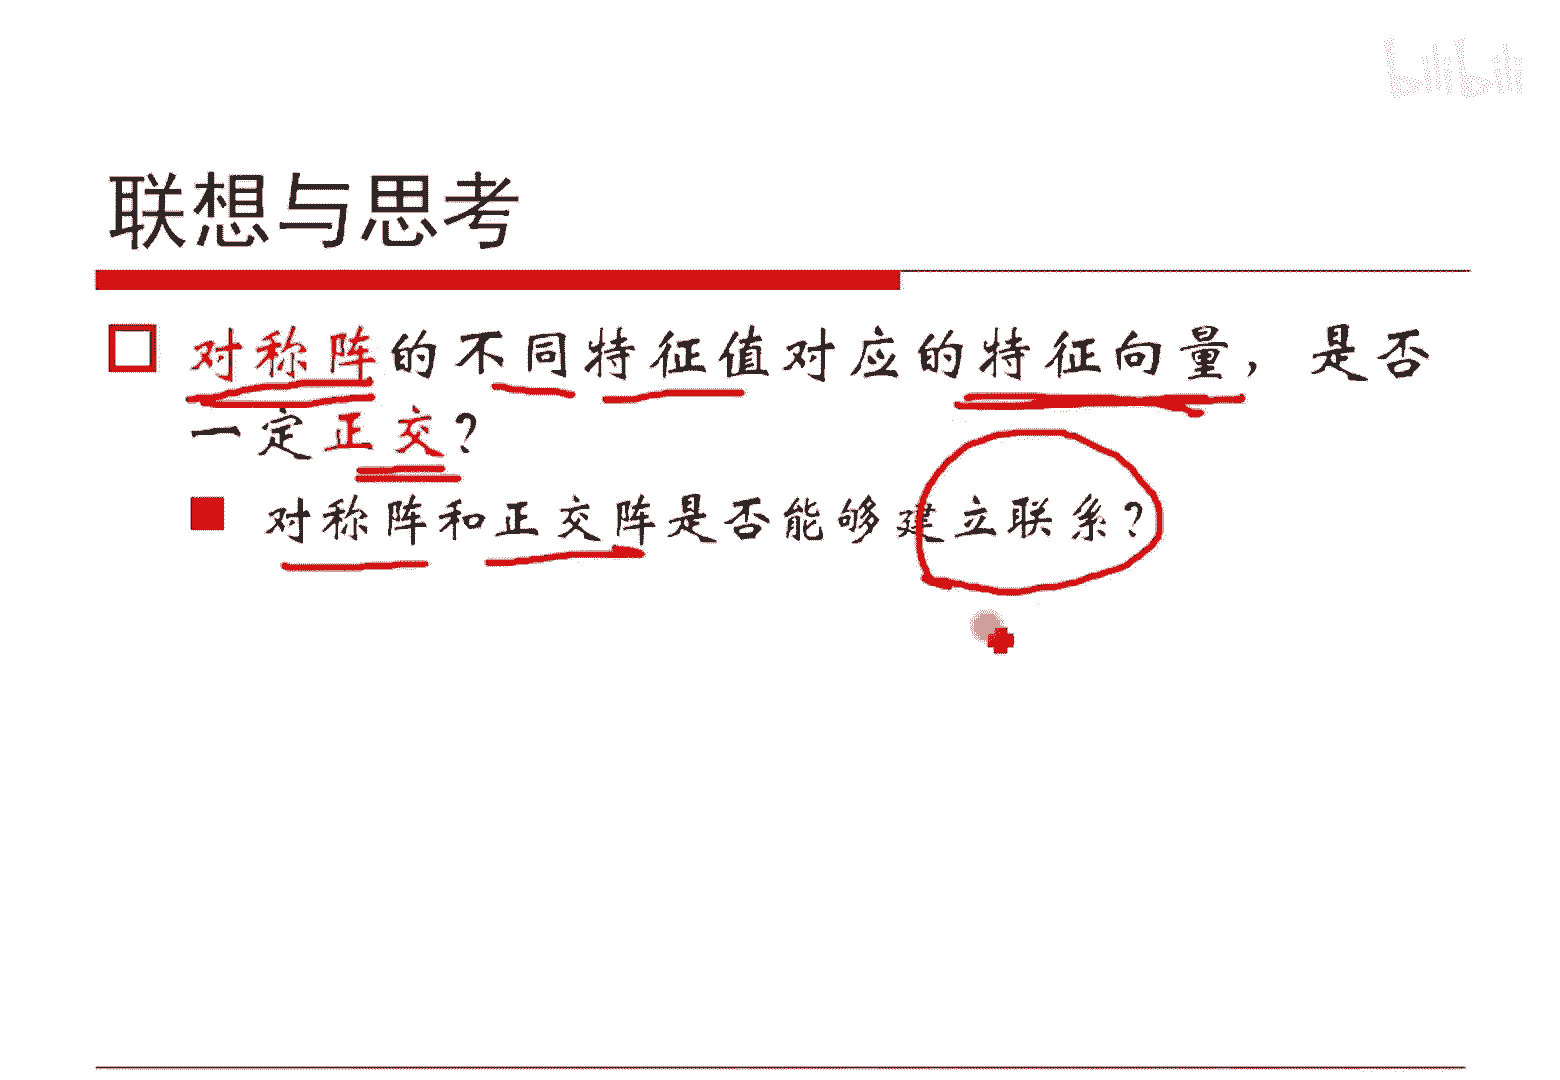 bilibili
联想与思考
对称阵的不同特征值对应的特征向量，是否
一定正交？
对称阵和正交阵是否能够建立联系？